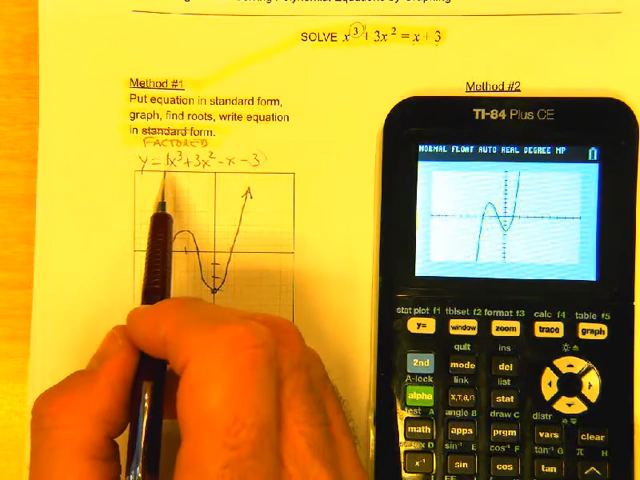 Polynomial Equations by Graphing
SOLVE x³ + 3x² = x + 3
Method #1
Put equation in standard form,
graph, find roots, write equation
in standard form.
FACTORED
y = 1x³ + 3x² - x - 3
Method #2
TI-84 Plus CE
NORMAL FLOAT AUTO REAL DEGREE MP
stat plot f1 tblset f2 format f3 calc f4 table f5
y= window zoom trace graph
quit ins
2nd mode del
A-lock link list
alpha X,T,θ,n stat
test A angle B draw C distr
math apps prgm vars clear
sin⁻¹ E cos⁻¹ F tan⁻¹ G π H
x⁻¹ sin cos tan ^
EE